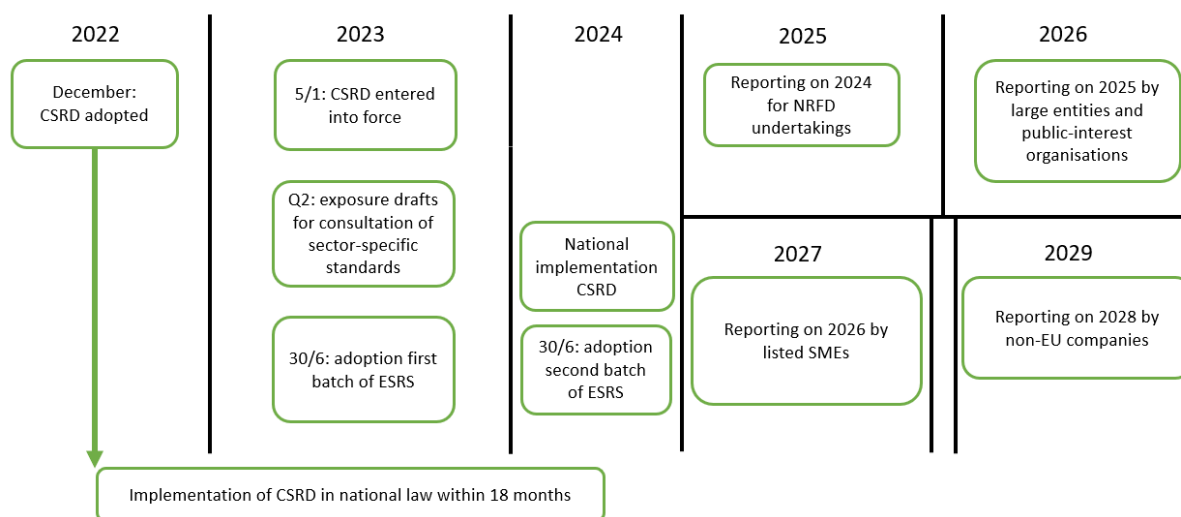 2022
December:
CSRD adopted
2023
5/1: CSRD entered
into force
Q2: exposure drafts
for consultation of
sector-specific
standards
30/6: adoption first
batch of ESRS
2024
National
implementation
CSRD
30/6: adoption
second batch
of ESRS
2025
Reporting on 2024
for NRFD
undertakings
2026
Reporting on 2025 by
large entities and
public-interest
organisations
2027
Reporting on 2026 by
listed SMEs
2029
Reporting on 2028 by
non-EU companies
Implementation of CSRD in national law within 18 months